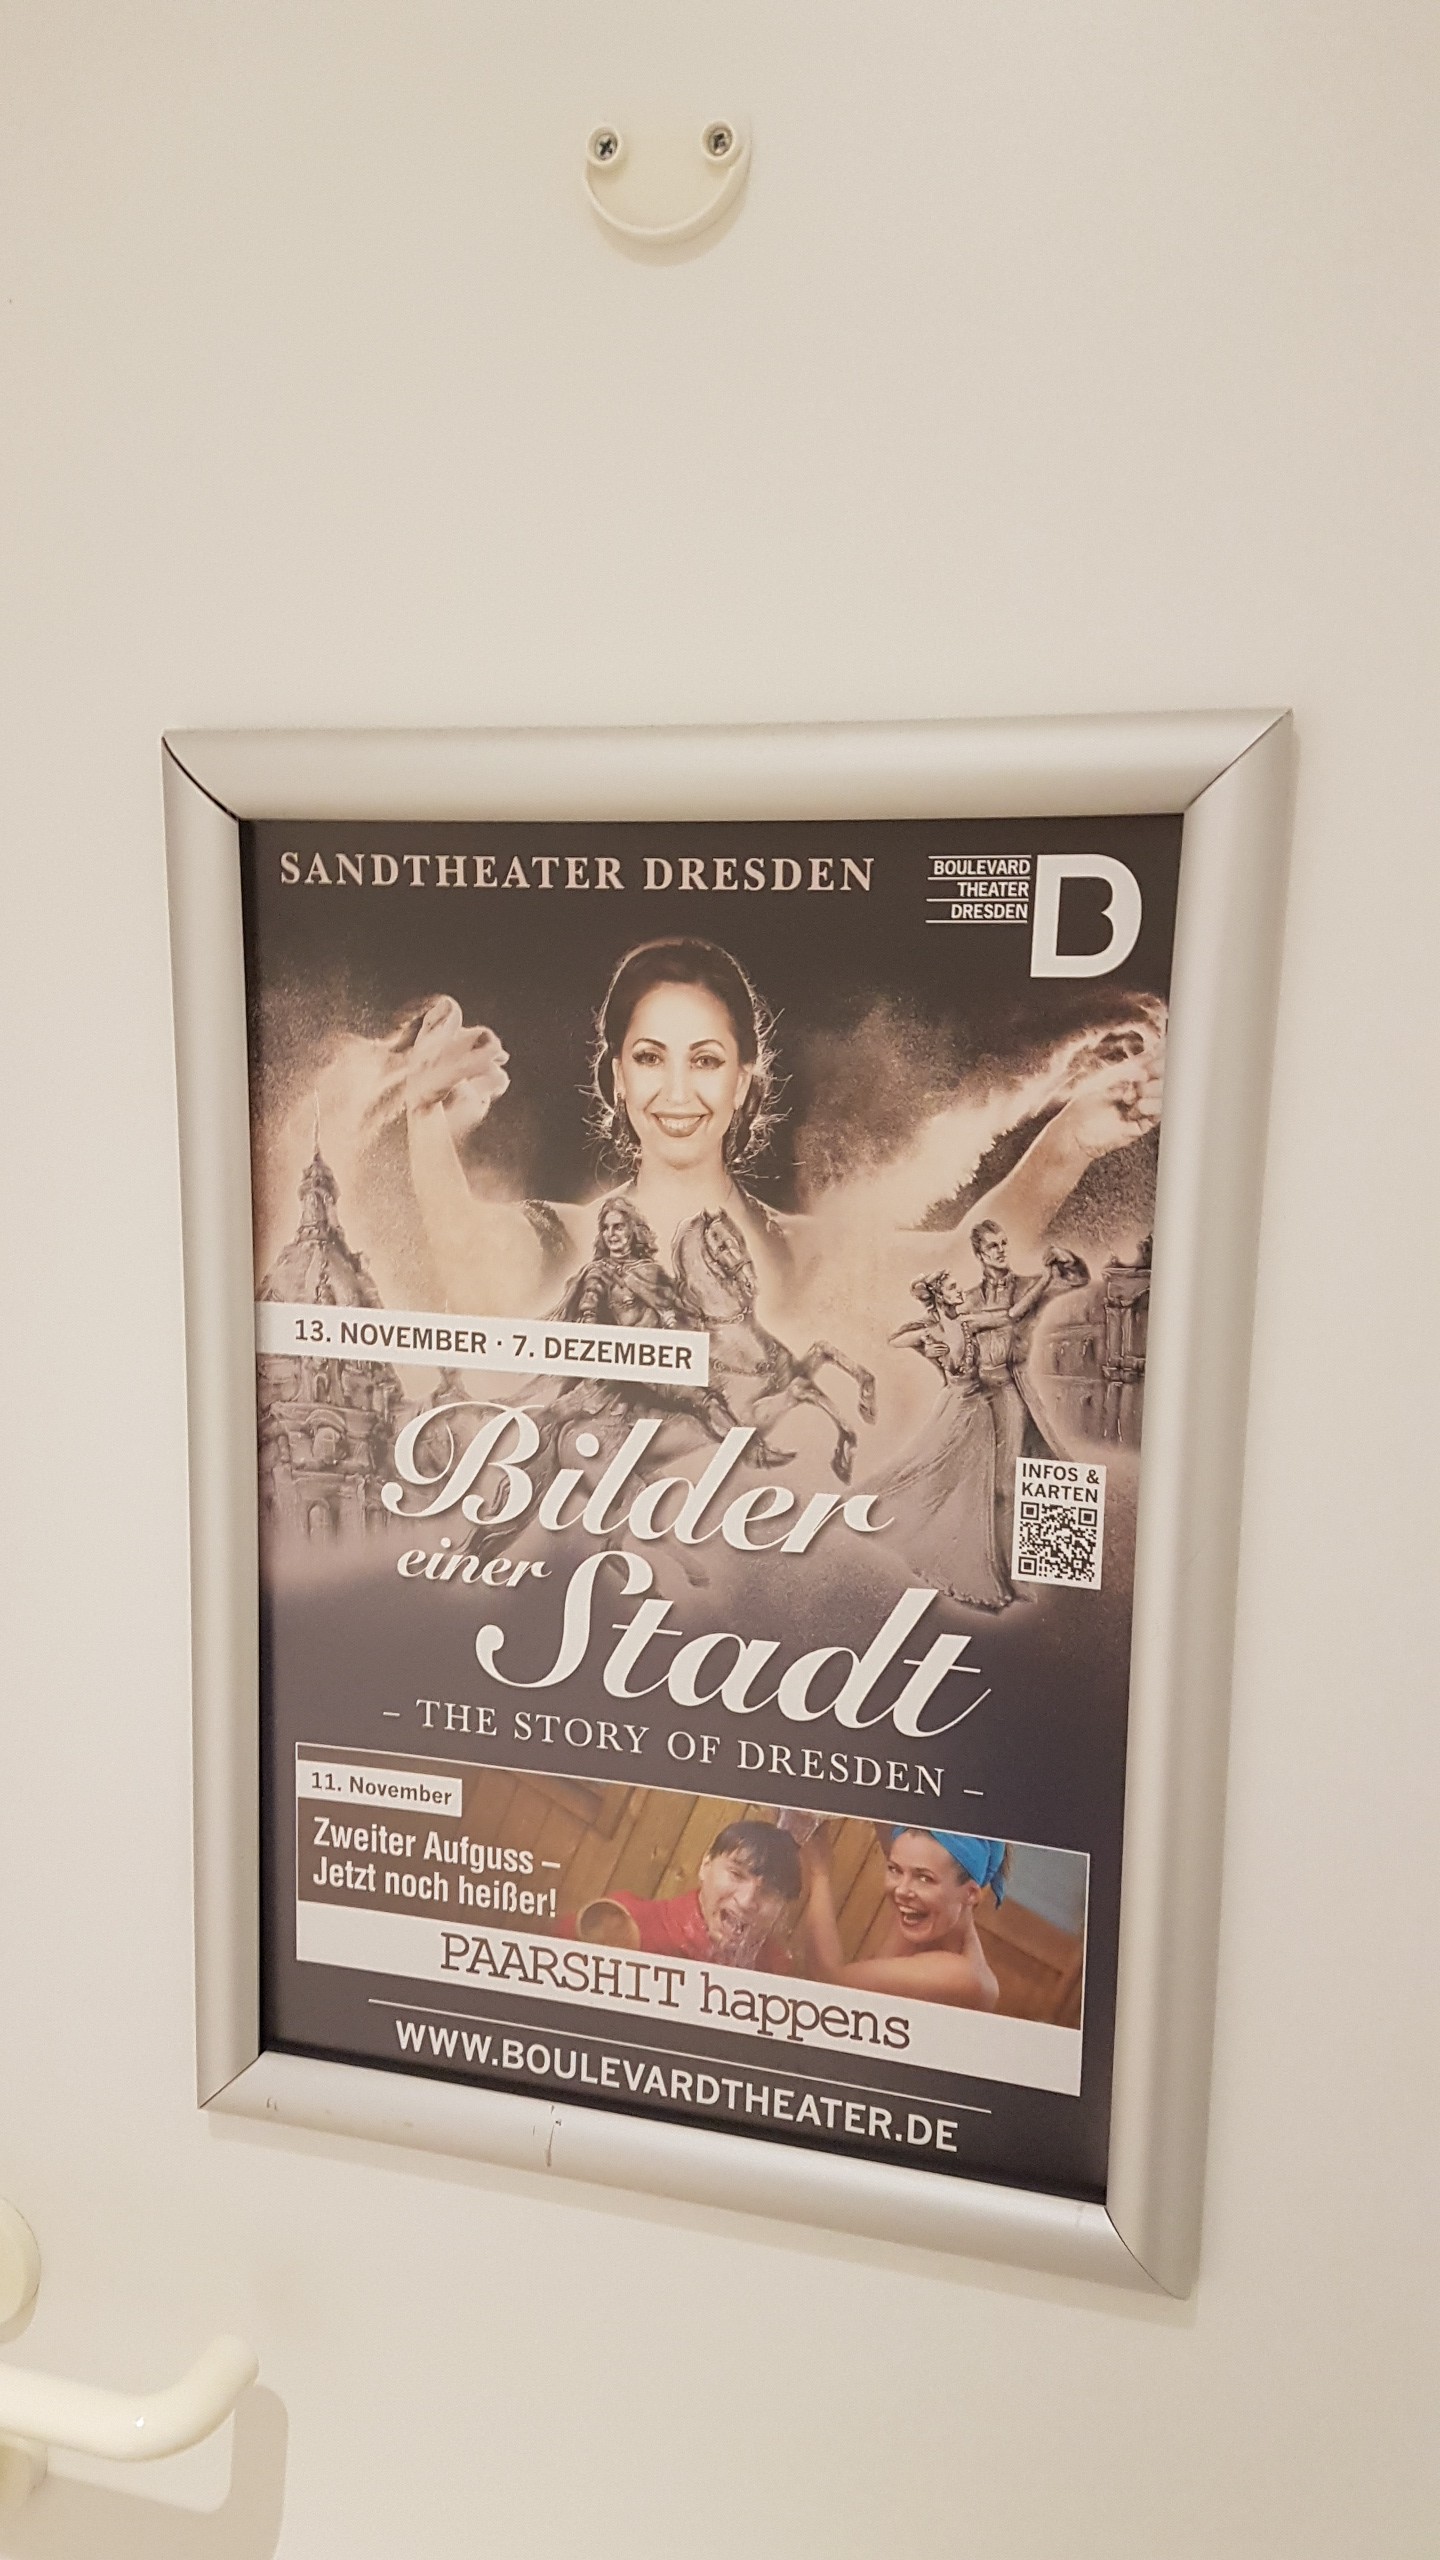 SANDTHEATER DRESDEN
BOULEVARD
THEATER
DRESDEN
13. NOVEMBER · 7. DEZEMBER
Bilder
einer Stadt
– THE STORY OF DRESDEN –
INFOS &
KARTEN
11. November
Zweiter Aufguss –
Jetzt noch heißer!
PAARSHIT happens
WWW.BOULEVARDTHEATER.DE